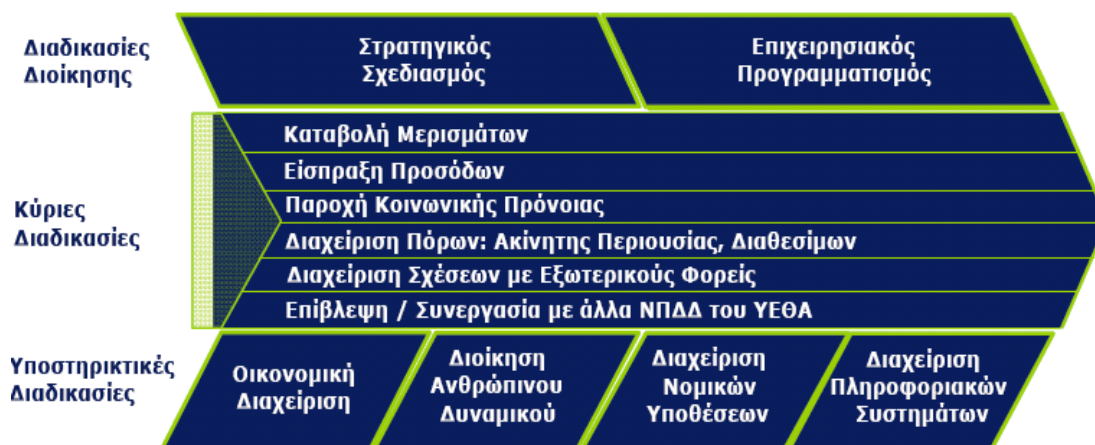 Διαδικασίες
Διοίκησης
Στρατηγικός
Σχεδιασμός
Επιχειρησιακός
Προγραμματισμός
Κύριες
Διαδικασίες
Καταβολή Μερισμάτων
Είσπραξη Προσόδων
Παροχή Κοινωνικής Πρόνοιας
Διαχείριση Πόρων: Ακίνητης Περιουσίας, Διαθεσίμων
Διαχείριση Σχέσεων με Εξωτερικούς Φορείς
Επίβλεψη / Συνεργασία με άλλα ΝΠΔΔ του ΥΕΘΑ
Υποστηρικτικές
Διαδικασίες
Οικονομική
Διαχείριση
Διοίκηση
Ανθρώπινου
Δυναμικού
Διαχείριση
Νομικών
Υποθέσεων
Διαχείριση
Πληροφοριακών
Συστημάτων